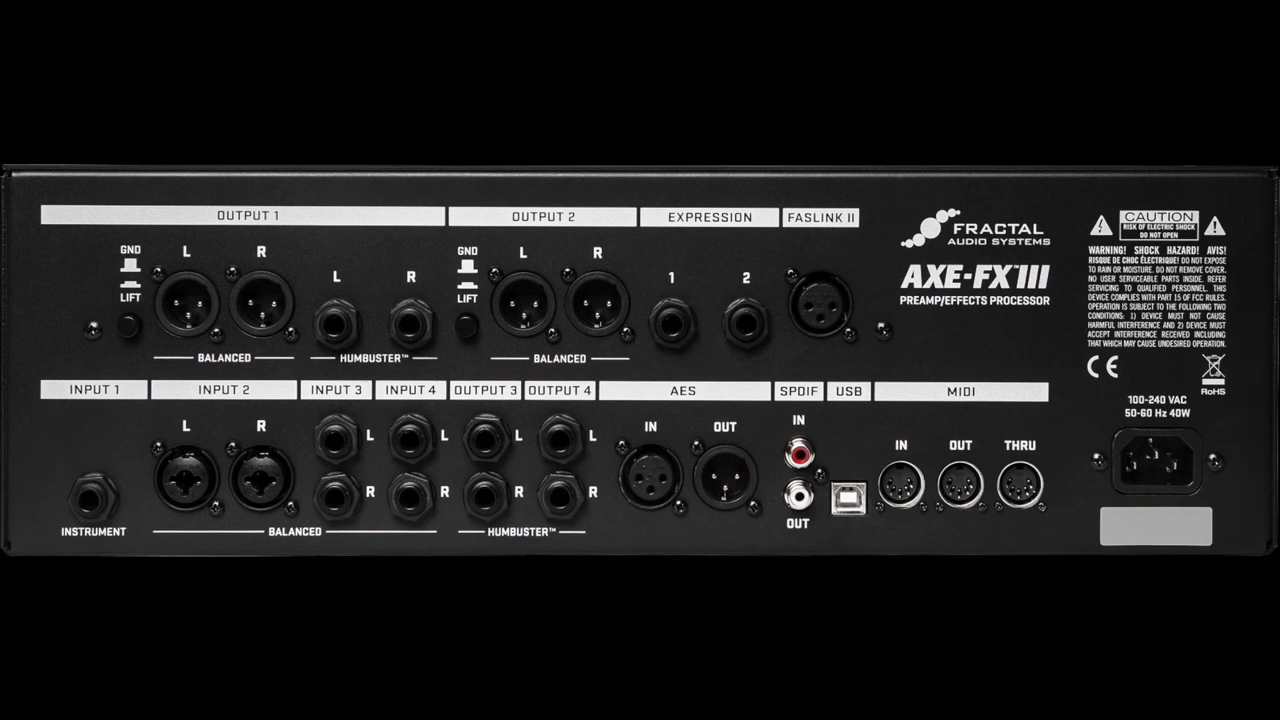 OUTPUT 1
OUTPUT 2
EXPRESSION
FASLINK II
GND
LIFT
L
R
L
R
BALANCED
HUMBUSTER™
GND
LIFT
L
R
BALANCED
1
2
FRACTAL
AUDIO SYSTEMS
AXE-FX™III
PREAMP/EFFECTS PROCESSOR
CAUTION
RISK OF ELECTRIC SHOCK
DO NOT OPEN
WARNING! SHOCK HAZARD! AVIS!
RISQUE DE CHOC ÉLECTRIQUE! DO NOT EXPOSE
TO RAIN OR MOISTURE. DO NOT REMOVE COVER.
NO USER SERVICEABLE PARTS INSIDE. REFER
SERVICING TO QUALIFIED PERSONNEL. THIS
DEVICE COMPLIES WITH PART 15 OF FCC RULES.
OPERATION IS SUBJECT TO THE FOLLOWING TWO
CONDITIONS: 1) DEVICE MUST NOT CAUSE
HARMFUL INTERFERENCE AND 2) DEVICE MUST
ACCEPT INTERFERENCE RECEIVED INCLUDING
THAT WHICH MAY CAUSE UNDESIRED OPERATION.
CE
RoHS
100-240 VAC
50-60 Hz 40W
INPUT 1
INPUT 2
INPUT 3
INPUT 4
OUTPUT 3
OUTPUT 4
AES
SPDIF
USB
MIDI
INSTRUMENT
L
R
L
R
L
R
BALANCED
L
R
L
R
HUMBUSTER™
IN
OUT
IN
OUT
IN
OUT
THRU